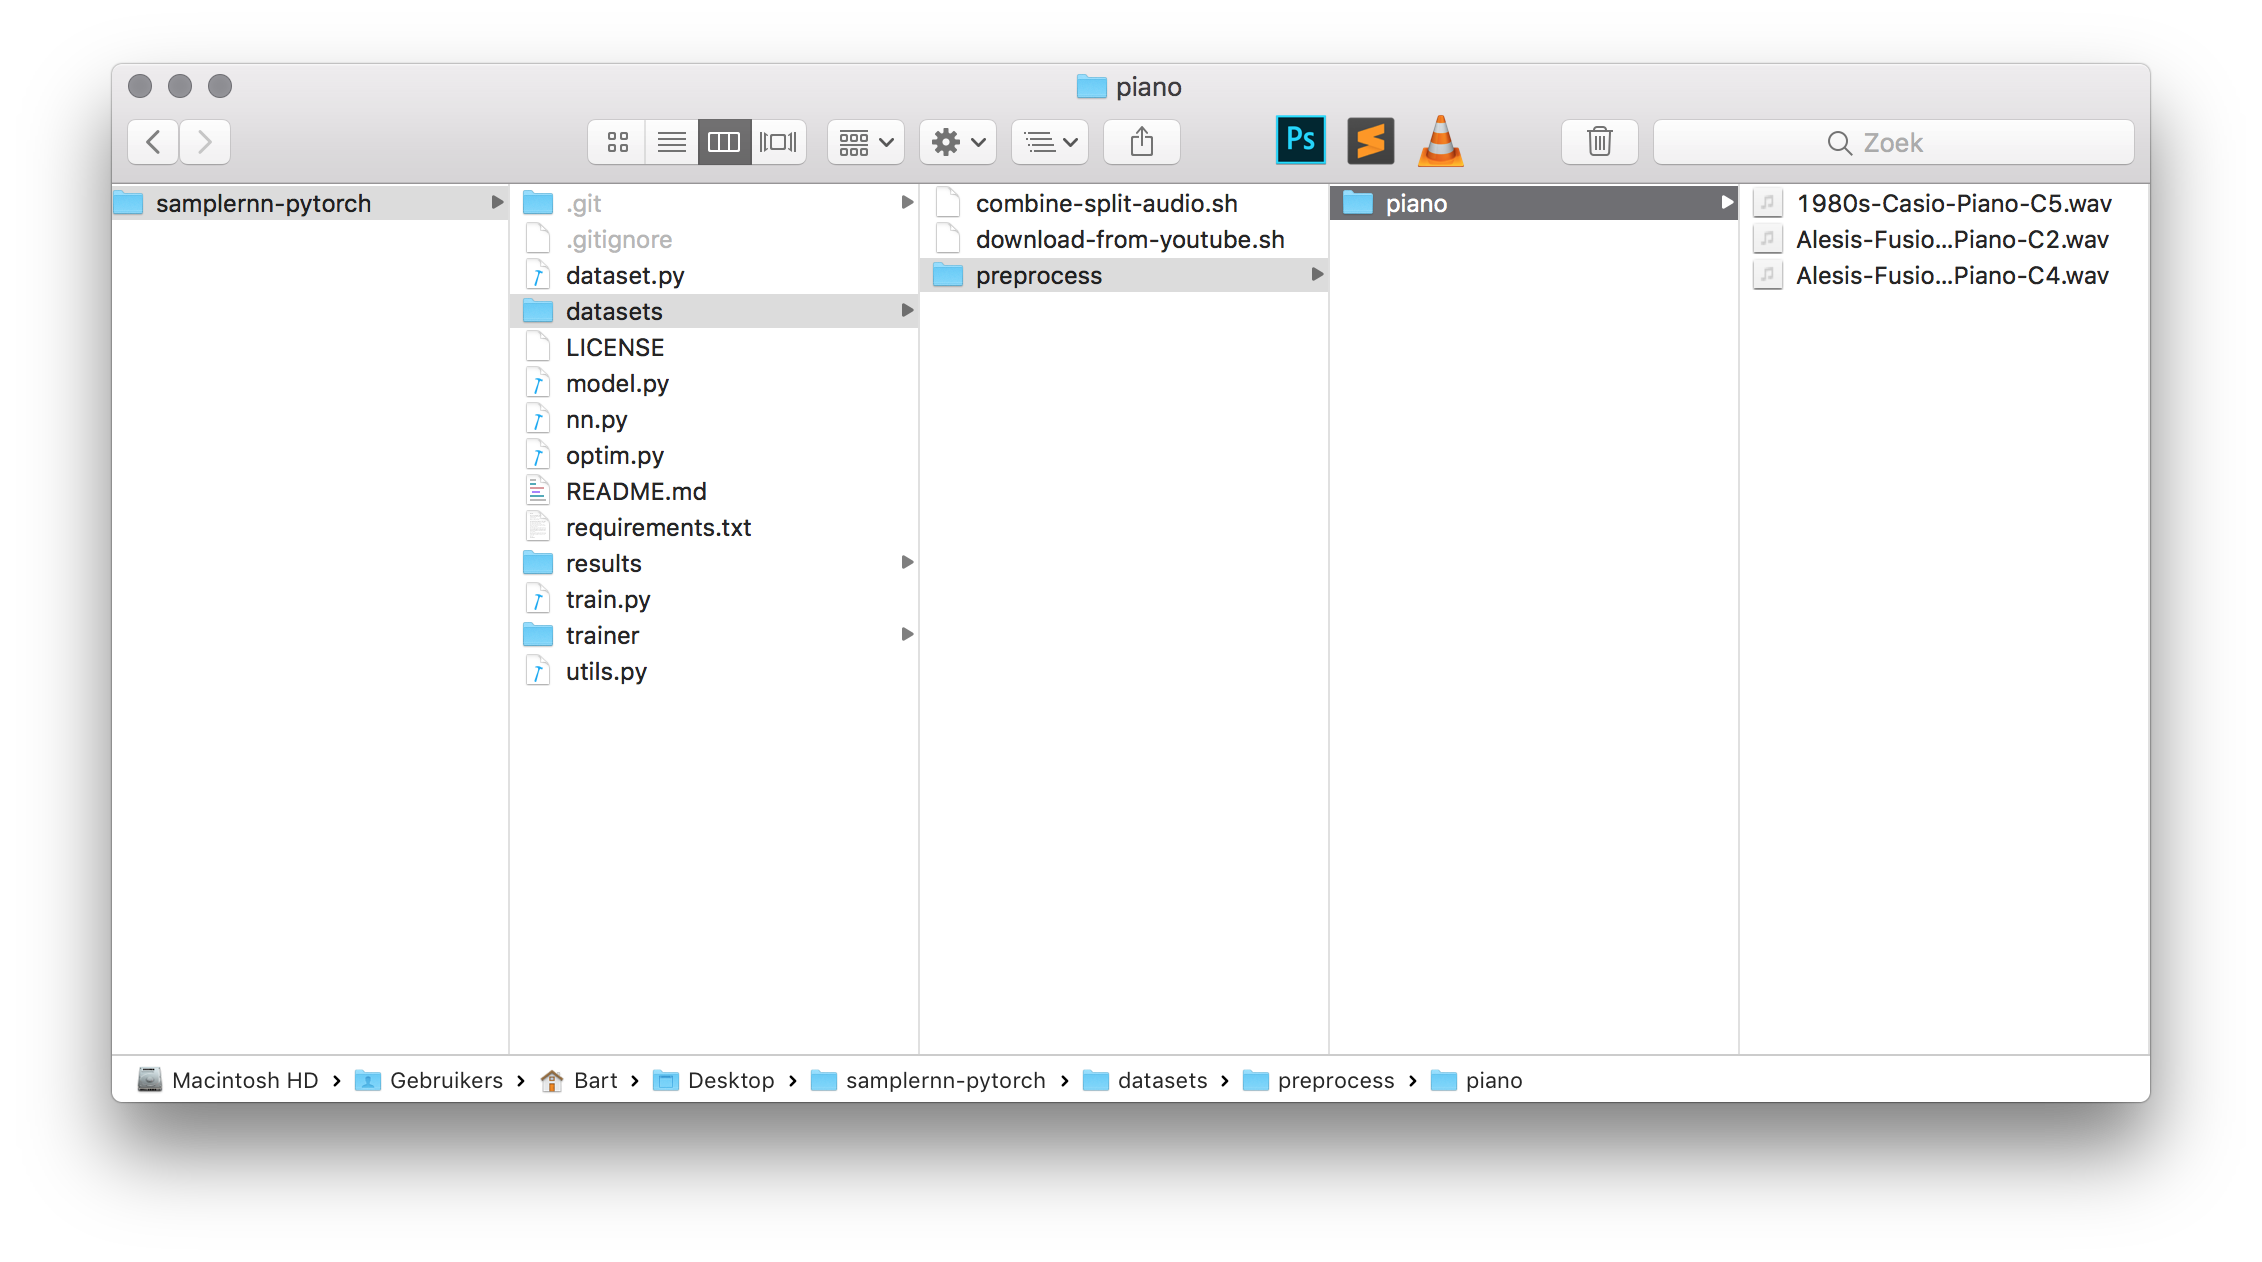 piano
Ps
Zoek
samplernn-pytorch
.git
.gitignore
dataset.py
datasets
LICENSE
model.py
nn.py
optim.py
README.md
requirements.txt
results
train.py
trainer
utils.py
combine-split-audio.sh
download-from-youtube.sh
preprocess
piano
1980s-Casio-Piano-C5.wav
Alesis-Fusio...Piano-C2.wav
Alesis-Fusio...Piano-C4.wav
Macintosh HD › Gebruikers › Bart › Desktop › samplernn-pytorch › datasets › preprocess › piano